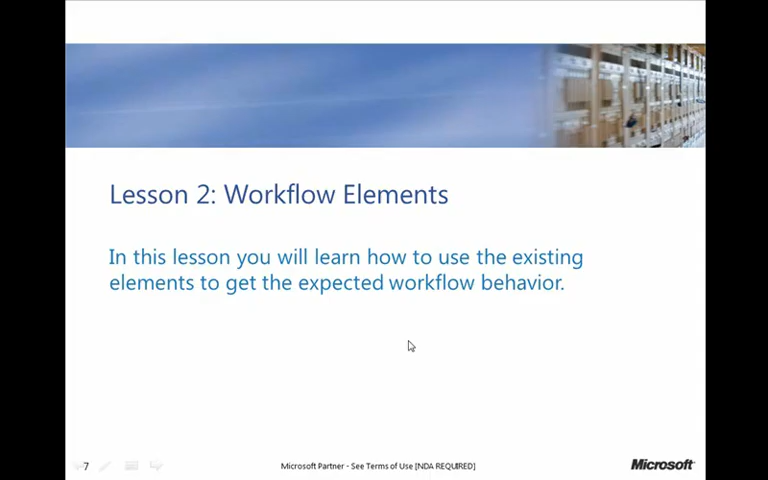 Lesson 2: Workflow Elements
In this lesson you will learn how to use the existing
elements to get the expected workflow behavior.
7
Microsoft Partner - See Terms of Use [NDA REQUIRED]
Microsoft